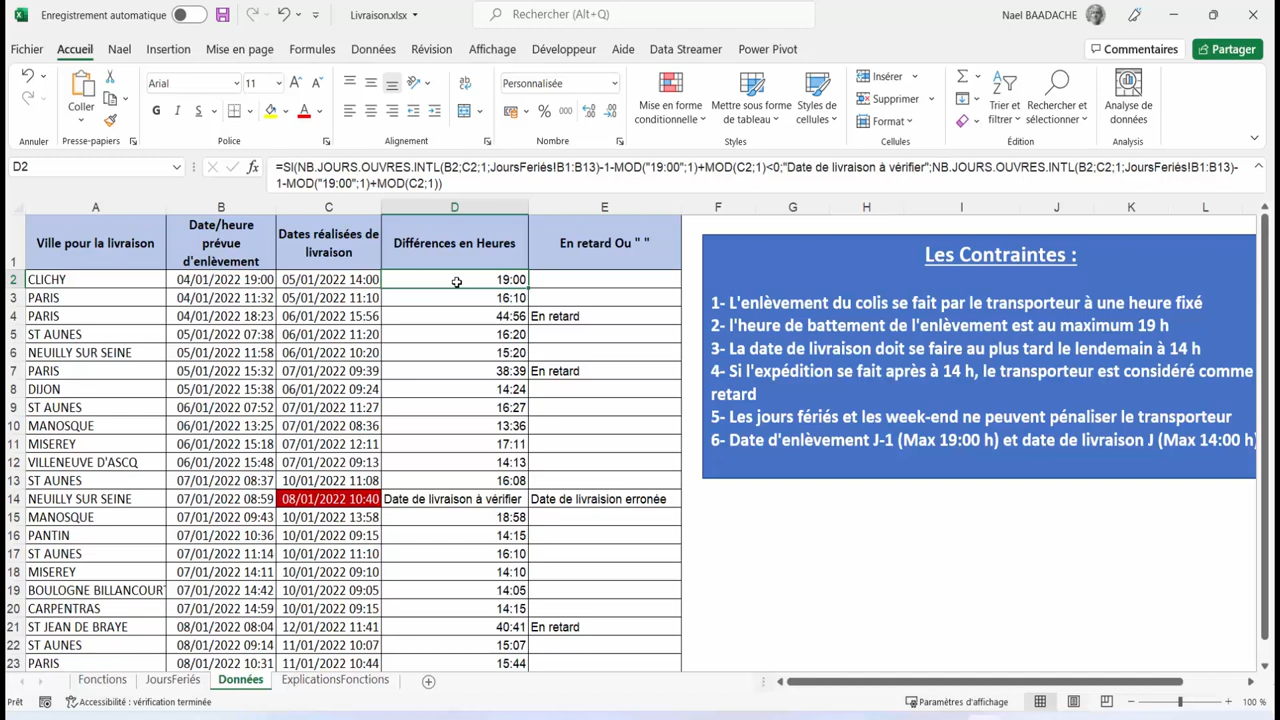 Enregistrement automatique
Livraison.xlsx
Rechercher (Alt+Q)
Nael BAADACHE
Fichier Accueil Nael Insertion Mise en page Formules Données Révision Affichage Développeur Aide Data Streamer Power Pivot
Commentaires Partager
Coller
Arial 11
G I S A
Personnalisée
% 000
Mise en forme conditionnelle
Mettre sous forme de tableau
Styles de cellules
Insérer
Supprimer
Format
Trier et filtrer
Rechercher et sélectionner
Analyse de données
Annuler Presse-papiers Police Alignement Nombre Styles Cellules Édition Analysis
D2
fx
=SI(NB.JOURS.OUVRES.INTL(B2;C2;1;JoursFeriés!B1:B13)-1-MOD("19:00";1)+MOD(C2;1)<0;"Date de livraison à vérifier";NB.JOURS.OUVRES.INTL(B2;C2;1;JoursFeriés!B1:B13)-
1-MOD("19:00";1)+MOD(C2;1))
A B C D E F G H I J K L
1 Ville pour la livraison Date/heure prévue d'enlèvement Dates réalisées de livraison Différences en Heures En retard Ou " "
2 CLICHY 04/01/2022 19:00 05/01/2022 14:00 19:00
3 PARIS 04/01/2022 11:32 05/01/2022 11:10 16:10
4 PARIS 04/01/2022 18:23 06/01/2022 15:56 44:56 En retard
5 ST AUNES 05/01/2022 07:38 06/01/2022 11:20 16:20
6 NEUILLY SUR SEINE 05/01/2022 11:58 06/01/2022 10:20 15:20
7 PARIS 05/01/2022 15:32 07/01/2022 09:39 38:39 En retard
8 DIJON 05/01/2022 15:38 06/01/2022 09:24 14:24
9 ST AUNES 06/01/2022 07:52 07/01/2022 11:27 16:27
10 MANOSQUE 06/01/2022 13:25 07/01/2022 08:36 13:36
11 MISEREY 06/01/2022 15:18 07/01/2022 12:11 17:11
12 VILLENEUVE D'ASCQ 06/01/2022 15:48 07/01/2022 09:13 14:13
13 ST AUNES 07/01/2022 08:37 10/01/2022 11:08 16:08
14 NEUILLY SUR SEINE 07/01/2022 08:59 08/01/2022 10:40 Date de livraison à vérifier Date de livraision erronée
15 MANOSQUE 07/01/2022 09:43 10/01/2022 13:58 18:58
16 PANTIN 07/01/2022 10:36 10/01/2022 09:15 14:15
17 ST AUNES 07/01/2022 11:14 10/01/2022 11:10 16:10
18 MISEREY 07/01/2022 14:11 10/01/2022 09:10 14:10
19 BOULOGNE BILLANCOURT 07/01/2022 14:42 10/01/2022 09:05 14:05
20 CARPENTRAS 07/01/2022 14:59 10/01/2022 09:15 14:15
21 ST JEAN DE BRAYE 08/01/2022 08:04 12/01/2022 11:41 40:41 En retard
22 ST AUNES 08/01/2022 09:14 11/01/2022 10:07 15:07
23 PARIS 08/01/2022 10:31 11/01/2022 10:44 15:44
Les Contraintes :
1- L'enlèvement du colis se fait par le transporteur à une heure fixé
2- l'heure de battement de l'enlèvement est au maximum 19 h
3- La date de livraison doit se faire au plus tard le lendemain à 14 h
4- Si l'expédition se fait après à 14 h, le transporteur est considéré comme
retard
5- Les jours fériés et les week-end ne peuvent pénaliser le transporteur
6- Date d'enlèvement J-1 (Max 19:00 h) et date de livraison J (Max 14:00 h)
Fonctions JoursFeriés Données ExplicationsFonctions
Prêt Accessibilité : vérification terminée Paramètres d'affichage 100 %